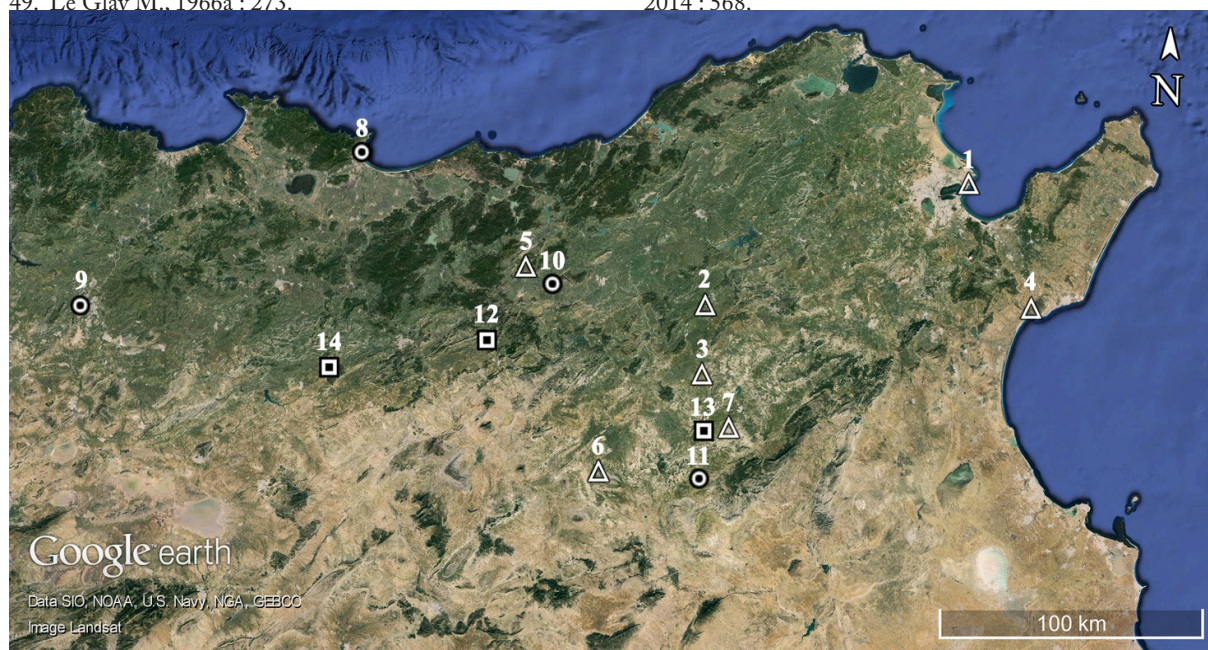 49. Le Glay M., 1966a : 273.
2014 : 568.
N
8
1
5
10
9
2
4
12
3
14
13
7
11
6
Google earth
Data SIO, NOAA, U.S. Navy, NGA, GEBCO
Image Landsat
100 km